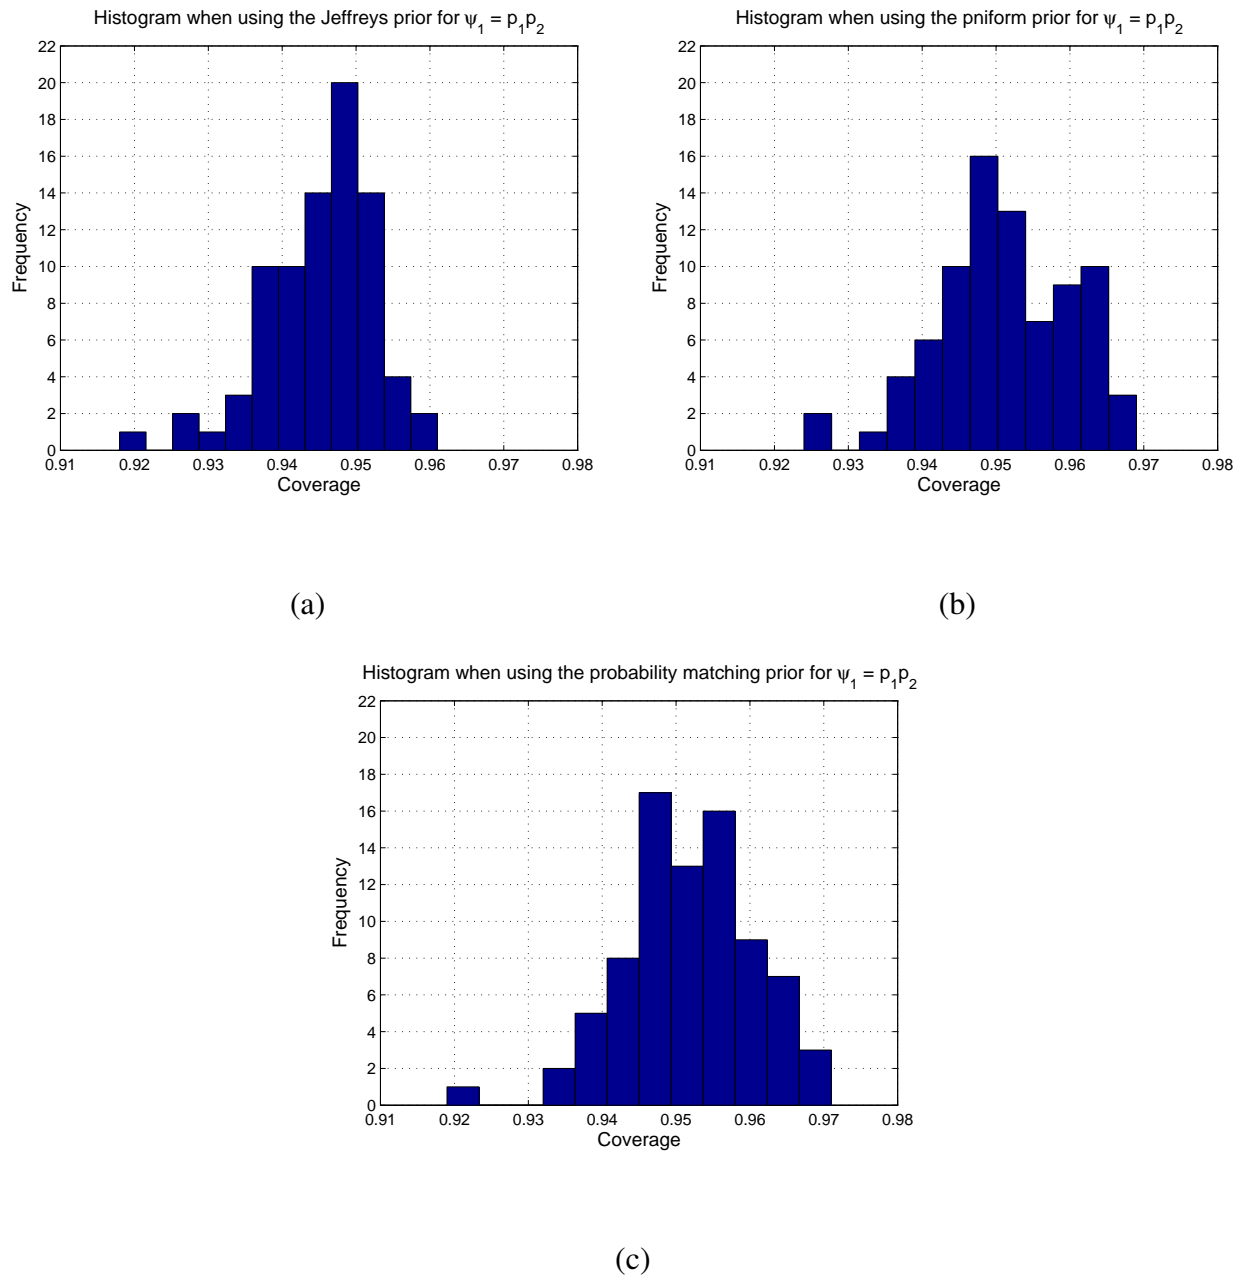 Histogram when using the Jeffreys prior for ψ1 = p1p2
22
20
18
16
14
12
10
8
6
4
2
0
Frequency
0.91 0.92 0.93 0.94 0.95 0.96 0.97 0.98
Coverage
(a)
Histogram when using the pniform prior for ψ1 = p1p2
22
20
18
16
14
12
10
8
6
4
2
0
Frequency
0.91 0.92 0.93 0.94 0.95 0.96 0.97 0.98
Coverage
(b)
Histogram when using the probability matching prior for ψ1 = p1p2
22
20
18
16
14
12
10
8
6
4
2
0
Frequency
0.91 0.92 0.93 0.94 0.95 0.96 0.97 0.98
Coverage
(c)